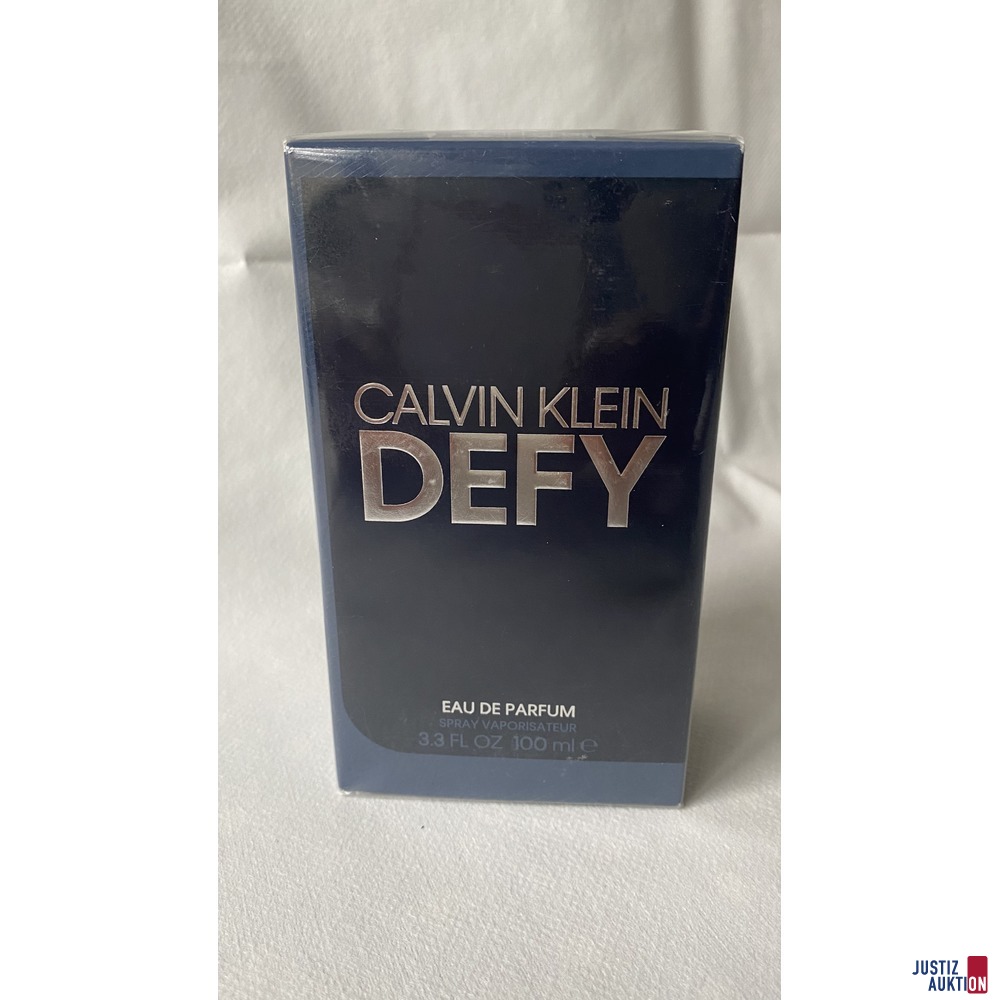 CALVIN KLEIN
DEFY
EAU DE PARFUM
SPRAY VAPORISATEUR
3.3 FL OZ 100 ml ℮
JUSTIZ
AUKTION